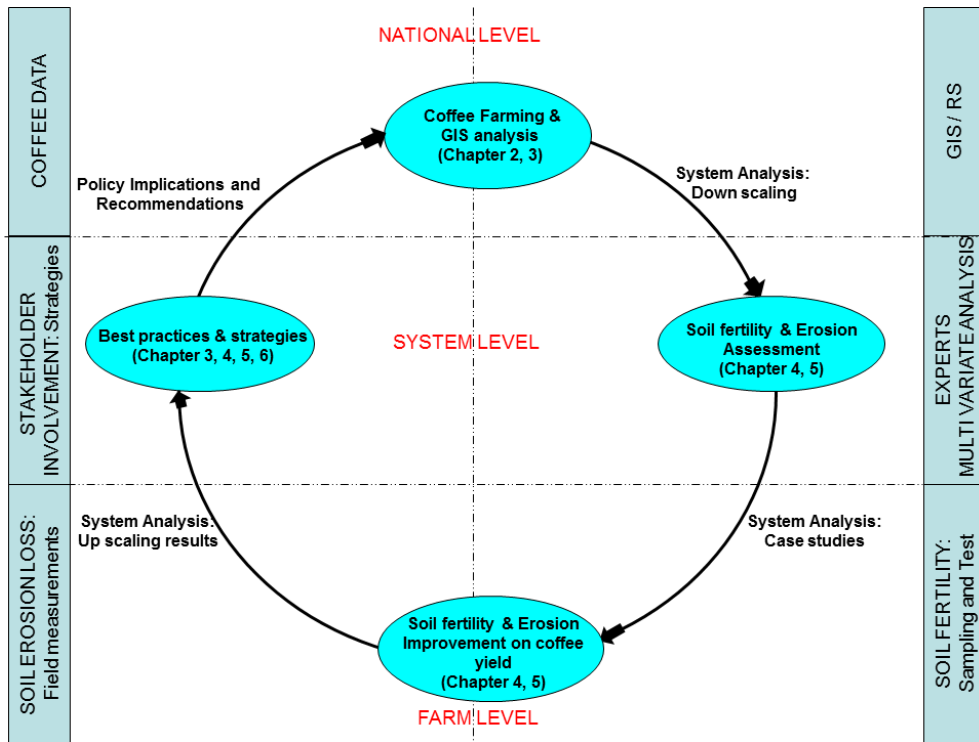 NATIONAL LEVEL
COFFEE DATA
GIS / RS
Coffee Farming &
GIS analysis
(Chapter 2, 3)
Policy Implications and
Recommendations
System Analysis:
Down scaling
STAKEHOLDER
INVOLVEMENT: Strategies
Best practices & strategies
(Chapter 3, 4, 5, 6)
SYSTEM LEVEL
Soil fertility & Erosion
Assessment
(Chapter 4, 5)
EXPERTS
MULTI VARIATE ANALYSIS
SOIL EROSION LOSS:
Field measurements
System Analysis:
Up scaling results
System Analysis:
Case studies
Soil fertility & Erosion
Improvement on coffee
yield
(Chapter 4, 5)
SOIL FERTILITY:
Sampling and Test
FARM LEVEL